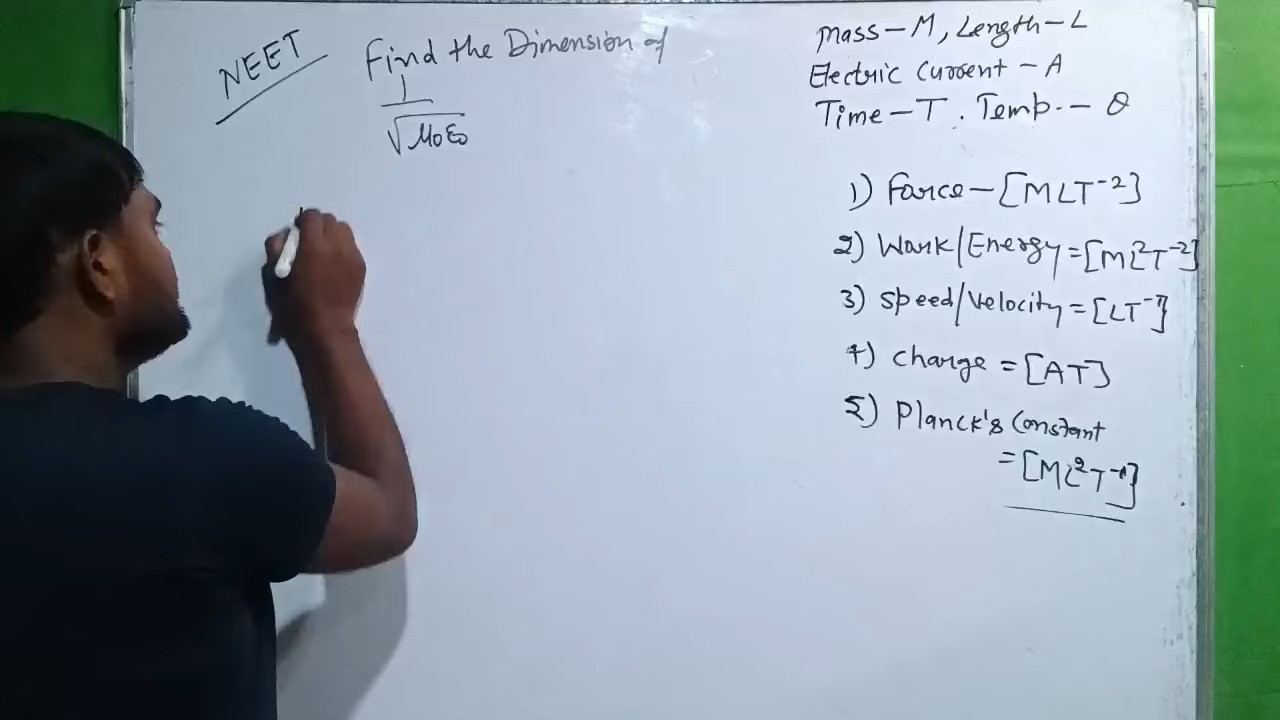 NEET
Find the Dimension of
1
√μ₀ε₀
Mass – M, Length – L
Electric Current – A
Time – T . Temp. – θ
1) Force – [MLT⁻²]
2) Work/Energy = [ML²T⁻²]
3) Speed/Velocity = [LT⁻¹]
4) Charge = [AT]
5) Planck's Constant
= [ML²T⁻¹]